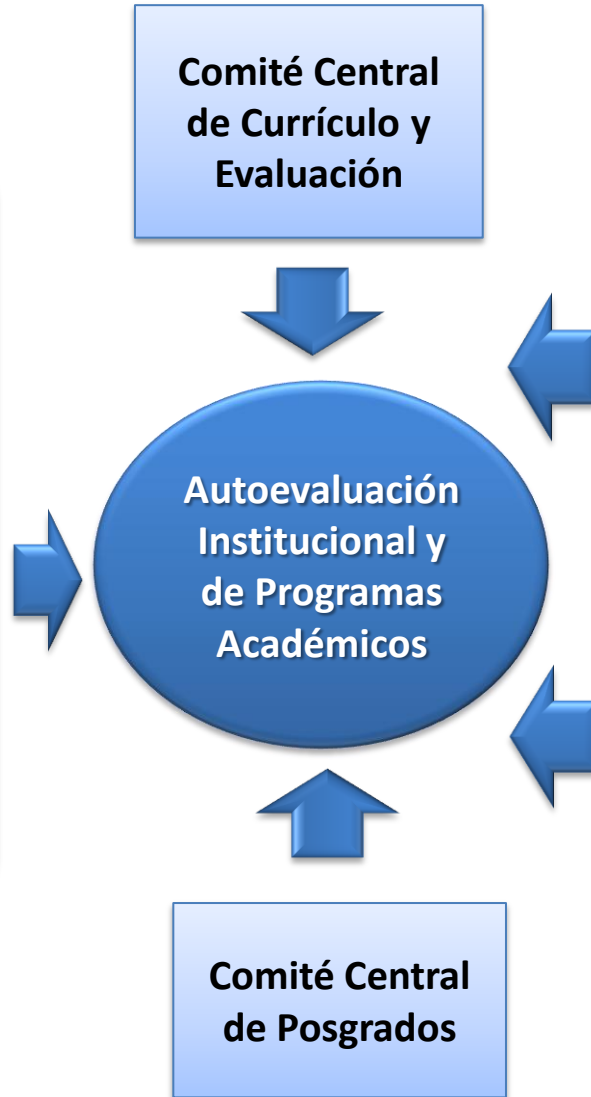 Comité Central
de Currículo y
Evaluación
Autoevaluación
Institucional y
de Programas
Académicos
Comité Central
de Posgrados